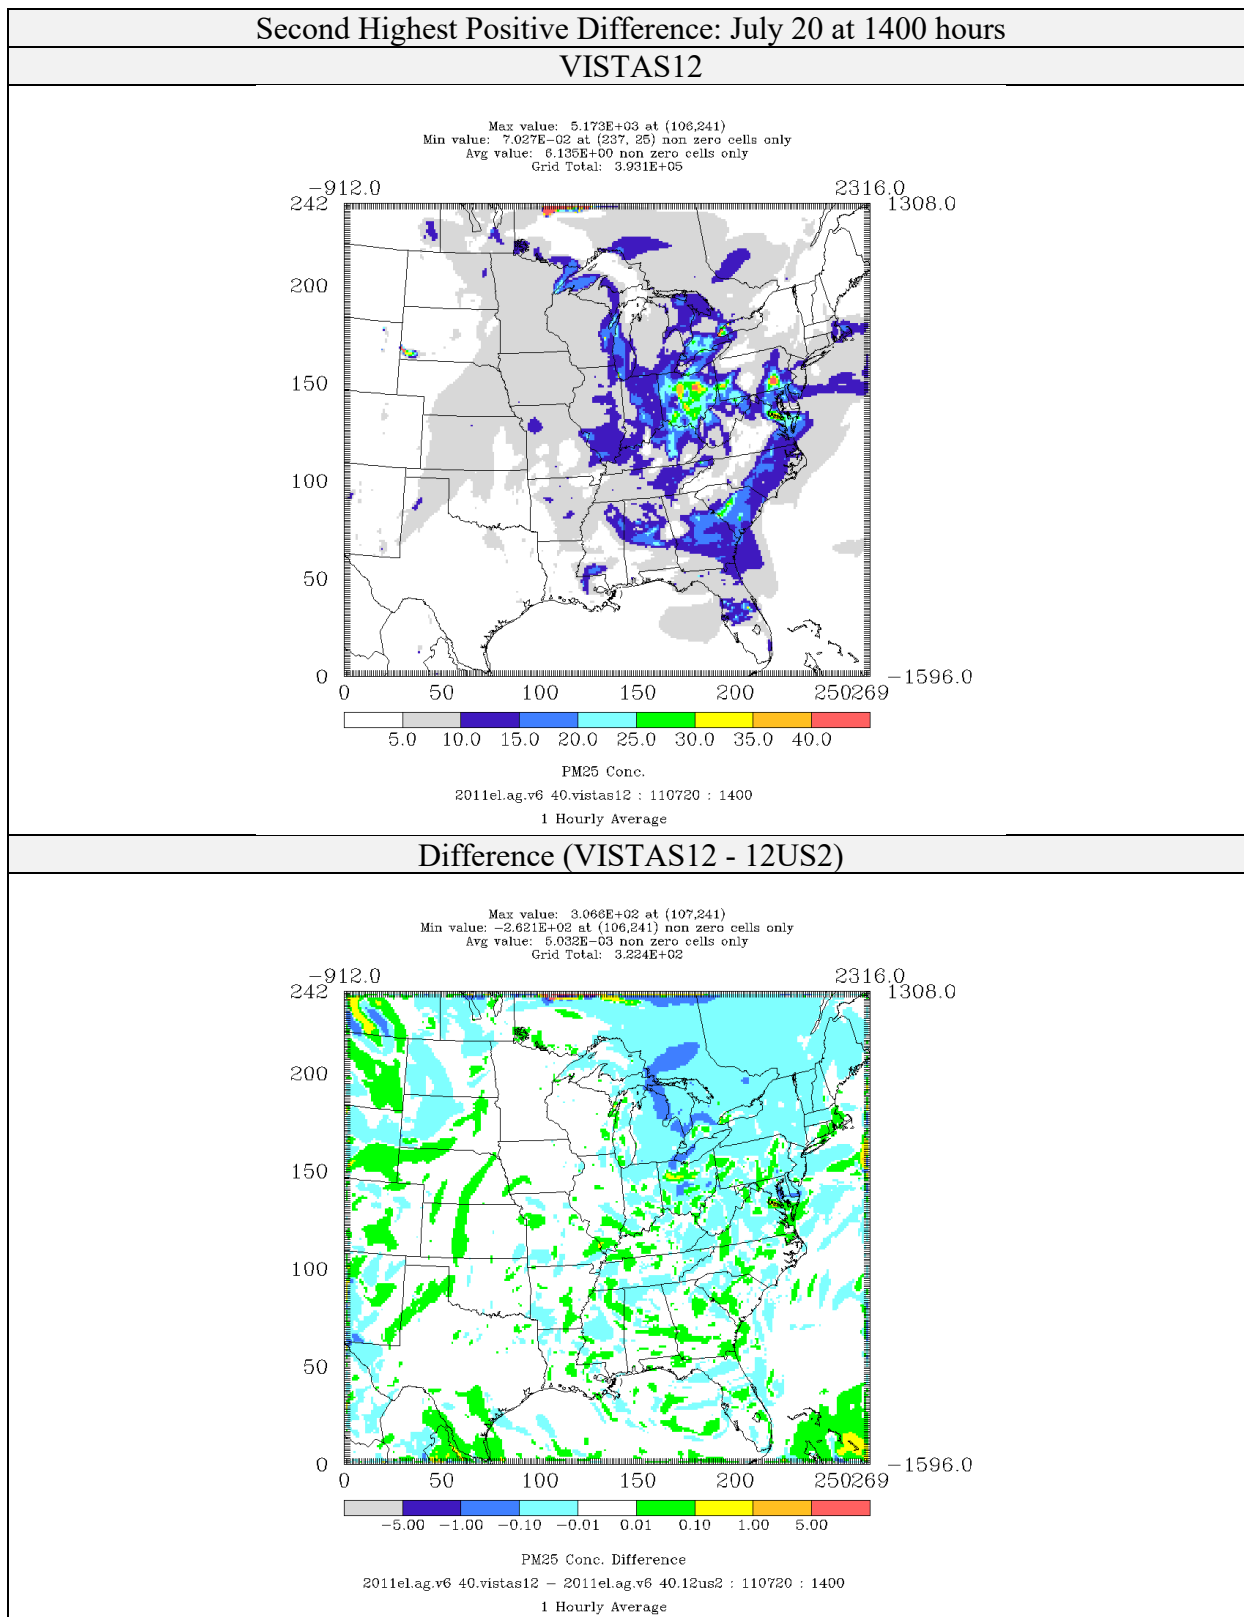 Second Highest Positive Difference: July 20 at 1400 hours
VISTAS12
Max value: 5.173E+03 at (106,241)
Min value: 7.027E-02 at (237, 25) non zero cells only
Avg value: 6.135E+00 non zero cells only
Grid Total: 3.931E+05
-912.0 2316.0
242 1308.0
200
150
100
50
0 -1596.0
0 50 100 150 200 250269
5.0 10.0 15.0 20.0 25.0 30.0 35.0 40.0
PM25 Conc.
2011el.ag.v6 40.vistas12 : 110720 : 1400
1 Hourly Average
Difference (VISTAS12 - 12US2)
Max value: 3.066E+02 at (107,241)
Min value: -2.621E+02 at (106,241) non zero cells only
Avg value: 5.032E-03 non zero cells only
Grid Total: 3.224E+02
-912.0 2316.0
242 1308.0
200
150
100
50
0 -1596.0
0 50 100 150 200 250269
-5.00 -1.00 -0.10 -0.01 0.01 0.10 1.00 5.00
PM25 Conc. Difference
2011el.ag.v6 40.vistas12 - 2011el.ag.v6 40.12us2 : 110720 : 1400
1 Hourly Average